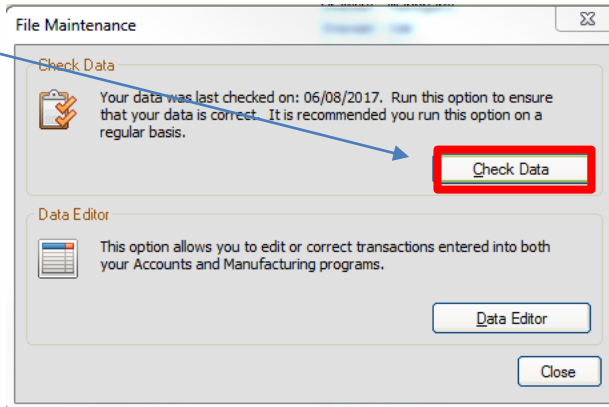 File Maintenance
Check Data
Your data was last checked on: 06/08/2017. Run this option to ensure
that your data is correct. It is recommended you run this option on a
regular basis.
Check Data
Data Editor
This option allows you to edit or correct transactions entered into both
your Accounts and Manufacturing programs.
Data Editor
Close